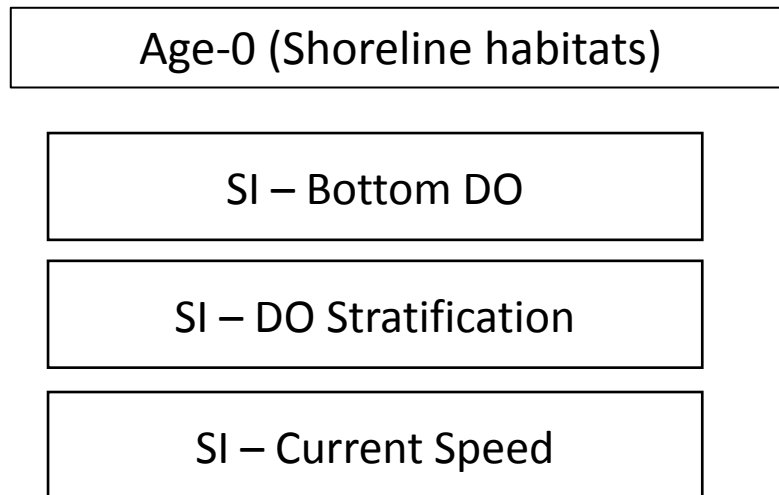 Age-0 (Shoreline habitats)
SI – Bottom DO
SI – DO Stratification
SI – Current Speed